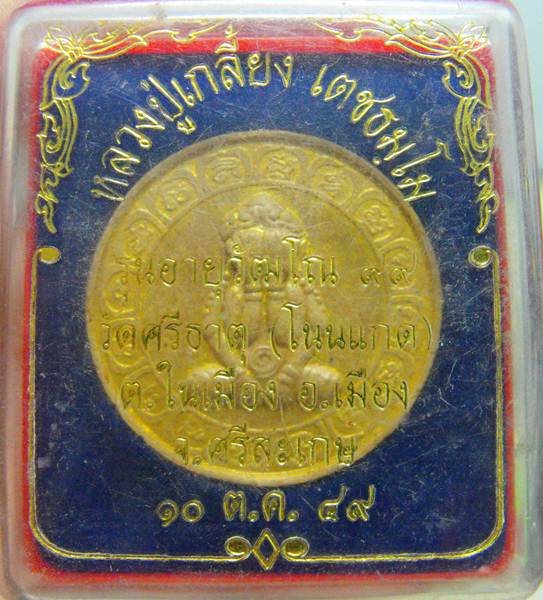 หลวงปู่เกลี้ยง เตชธมฺโม
รุ่นอายุวัฒโณ ๙๙
วัดศรีธาตุ (โนนแกด)
ต.ในเมือง อ.เมือง
จ.ศรีสะเกษ
๑๐ ต.ค. ๔๙